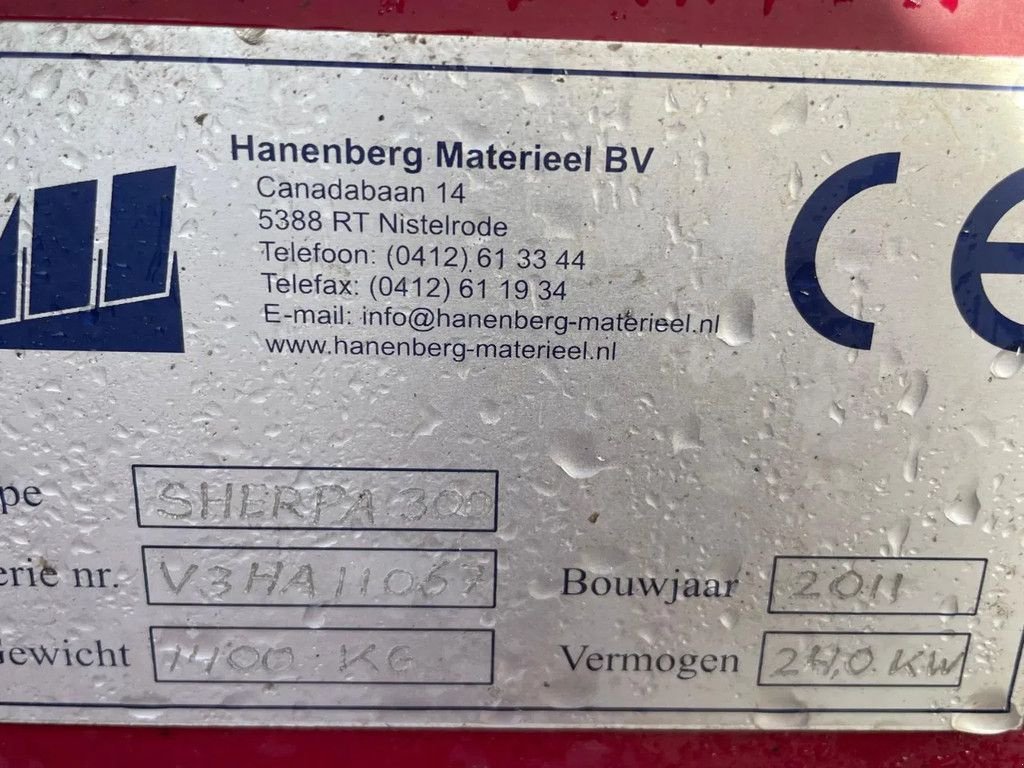 Hanenberg Materieel BV
Canadabaan 14
5388 RT Nistelrode
Telefoon: (0412) 61 33 44
Telefax: (0412) 61 19 34
E-mail: info@hanenberg-materieel.nl
www.hanenberg-materieel.nl
CE
pe SHERPA 300
erie nr. V3HA11067 Bouwjaar 2011
Gewicht 1400 KG Vermogen 24,0 KW